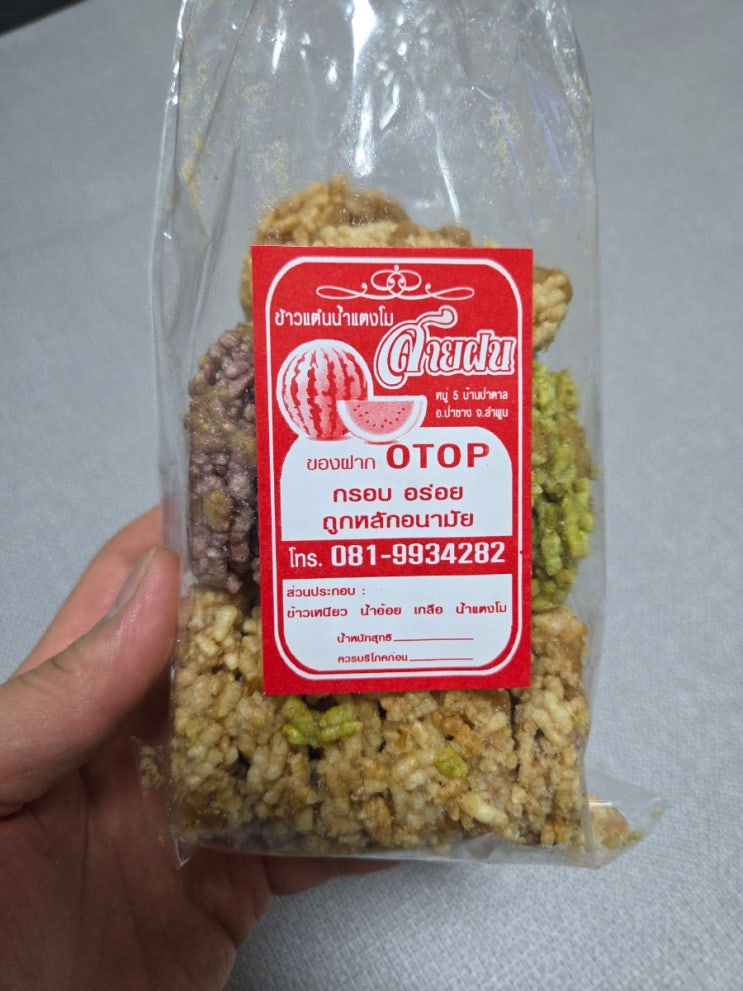 ข้าวแต๋นน้ำแตงโม
สายฝน
หมู่ 5 บ้านป่าตาล
อ.ป่าซาง จ.ลำพูน
ของฝาก OTOP
กรอบ อร่อย
ถูกหลักอนามัย
โทร. 081-9934282
ส่วนประกอบ :
ข้าวเหนียว น้ำอ้อย เกลือ น้ำแตงโม
น้ำหนักสุทธิ
ควรบริโภคก่อน